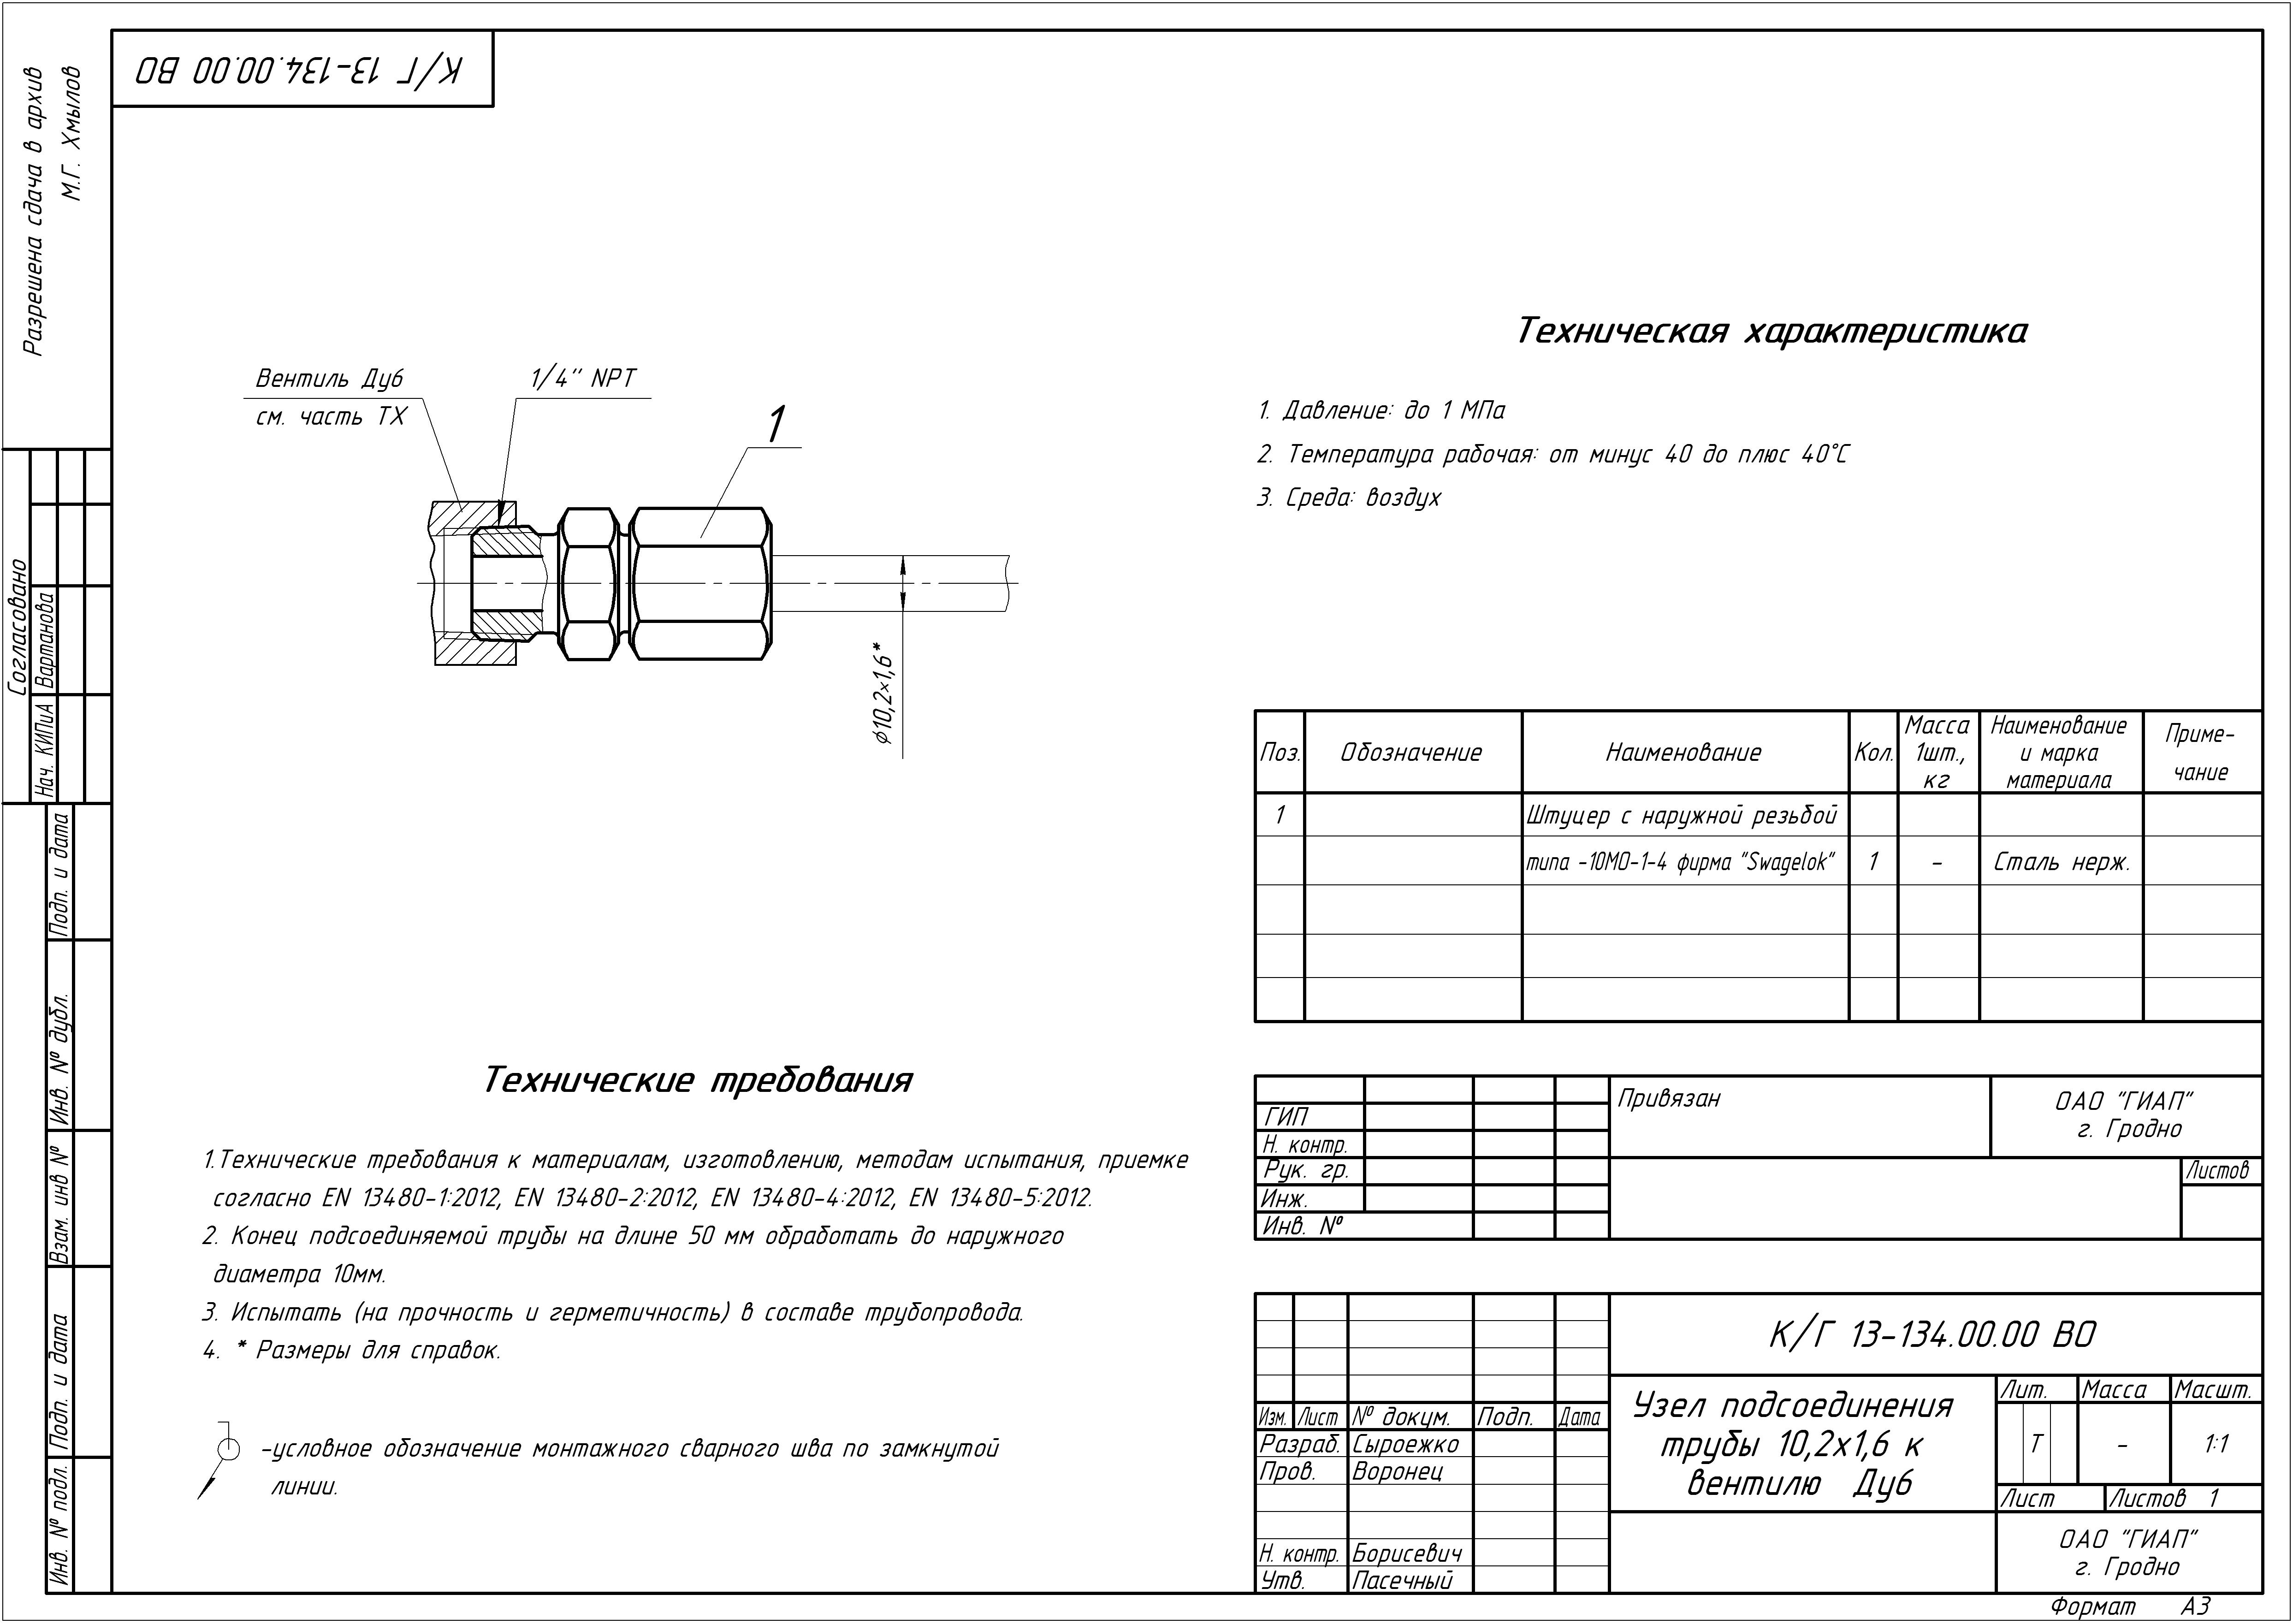 К/Г 13-134.00.00 ВО
Разрешена сдача в архив
М.Г. Хмылов
Согласовано
Нач. КИПиА
Вартанова
Подп. и дата
Инв. № дубл.
Взам. инв №
Подп. и дата
Инв. № подл.
Вентиль Ду6
см. часть ТХ
1/4" NPT
1
⌀10,2×1,6*
Техническая характеристика
1. Давление: до 1 МПа
2. Температура рабочая: от минус 40 до плюс 40°С
3. Среда: воздух
Поз. Обозначение Наименование Кол. Масса 1шт., кг Наименование и марка материала Приме-чание
1 Штуцер с наружной резьбой
типа -10МО-1-4 фирма "Swagelok" 1 - Сталь нерж.
Технические требования
1.Технические требования к материалам, изготовлению, методам испытания, приемке
согласно EN 13480-1:2012, EN 13480-2:2012, EN 13480-4:2012, EN 13480-5:2012.
2. Конец подсоединяемой трубы на длине 50 мм обработать до наружного
диаметра 10мм.
3. Испытать (на прочность и герметичность) в составе трубопровода.
4. * Размеры для справок.
-условное обозначение монтажного сварного шва по замкнутой
линии.
ГИП
Н. контр.
Рук. гр.
Инж.
Инв. №
Привязан
ОАО "ГИАП"
г. Гродно
Листов
К/Г 13-134.00.00 ВО
Изм. Лист № докум. Подп. Дата
Разраб. Сыроежко
Пров. Воронец
Н. контр. Борисевич
Утв. Пасечный
Узел подсоединения
трубы 10,2х1,6 к
вентилю Ду6
Лит. Масса Масшт.
Т - 1:1
Лист Листов 1
ОАО "ГИАП"
г. Гродно
Формат А3